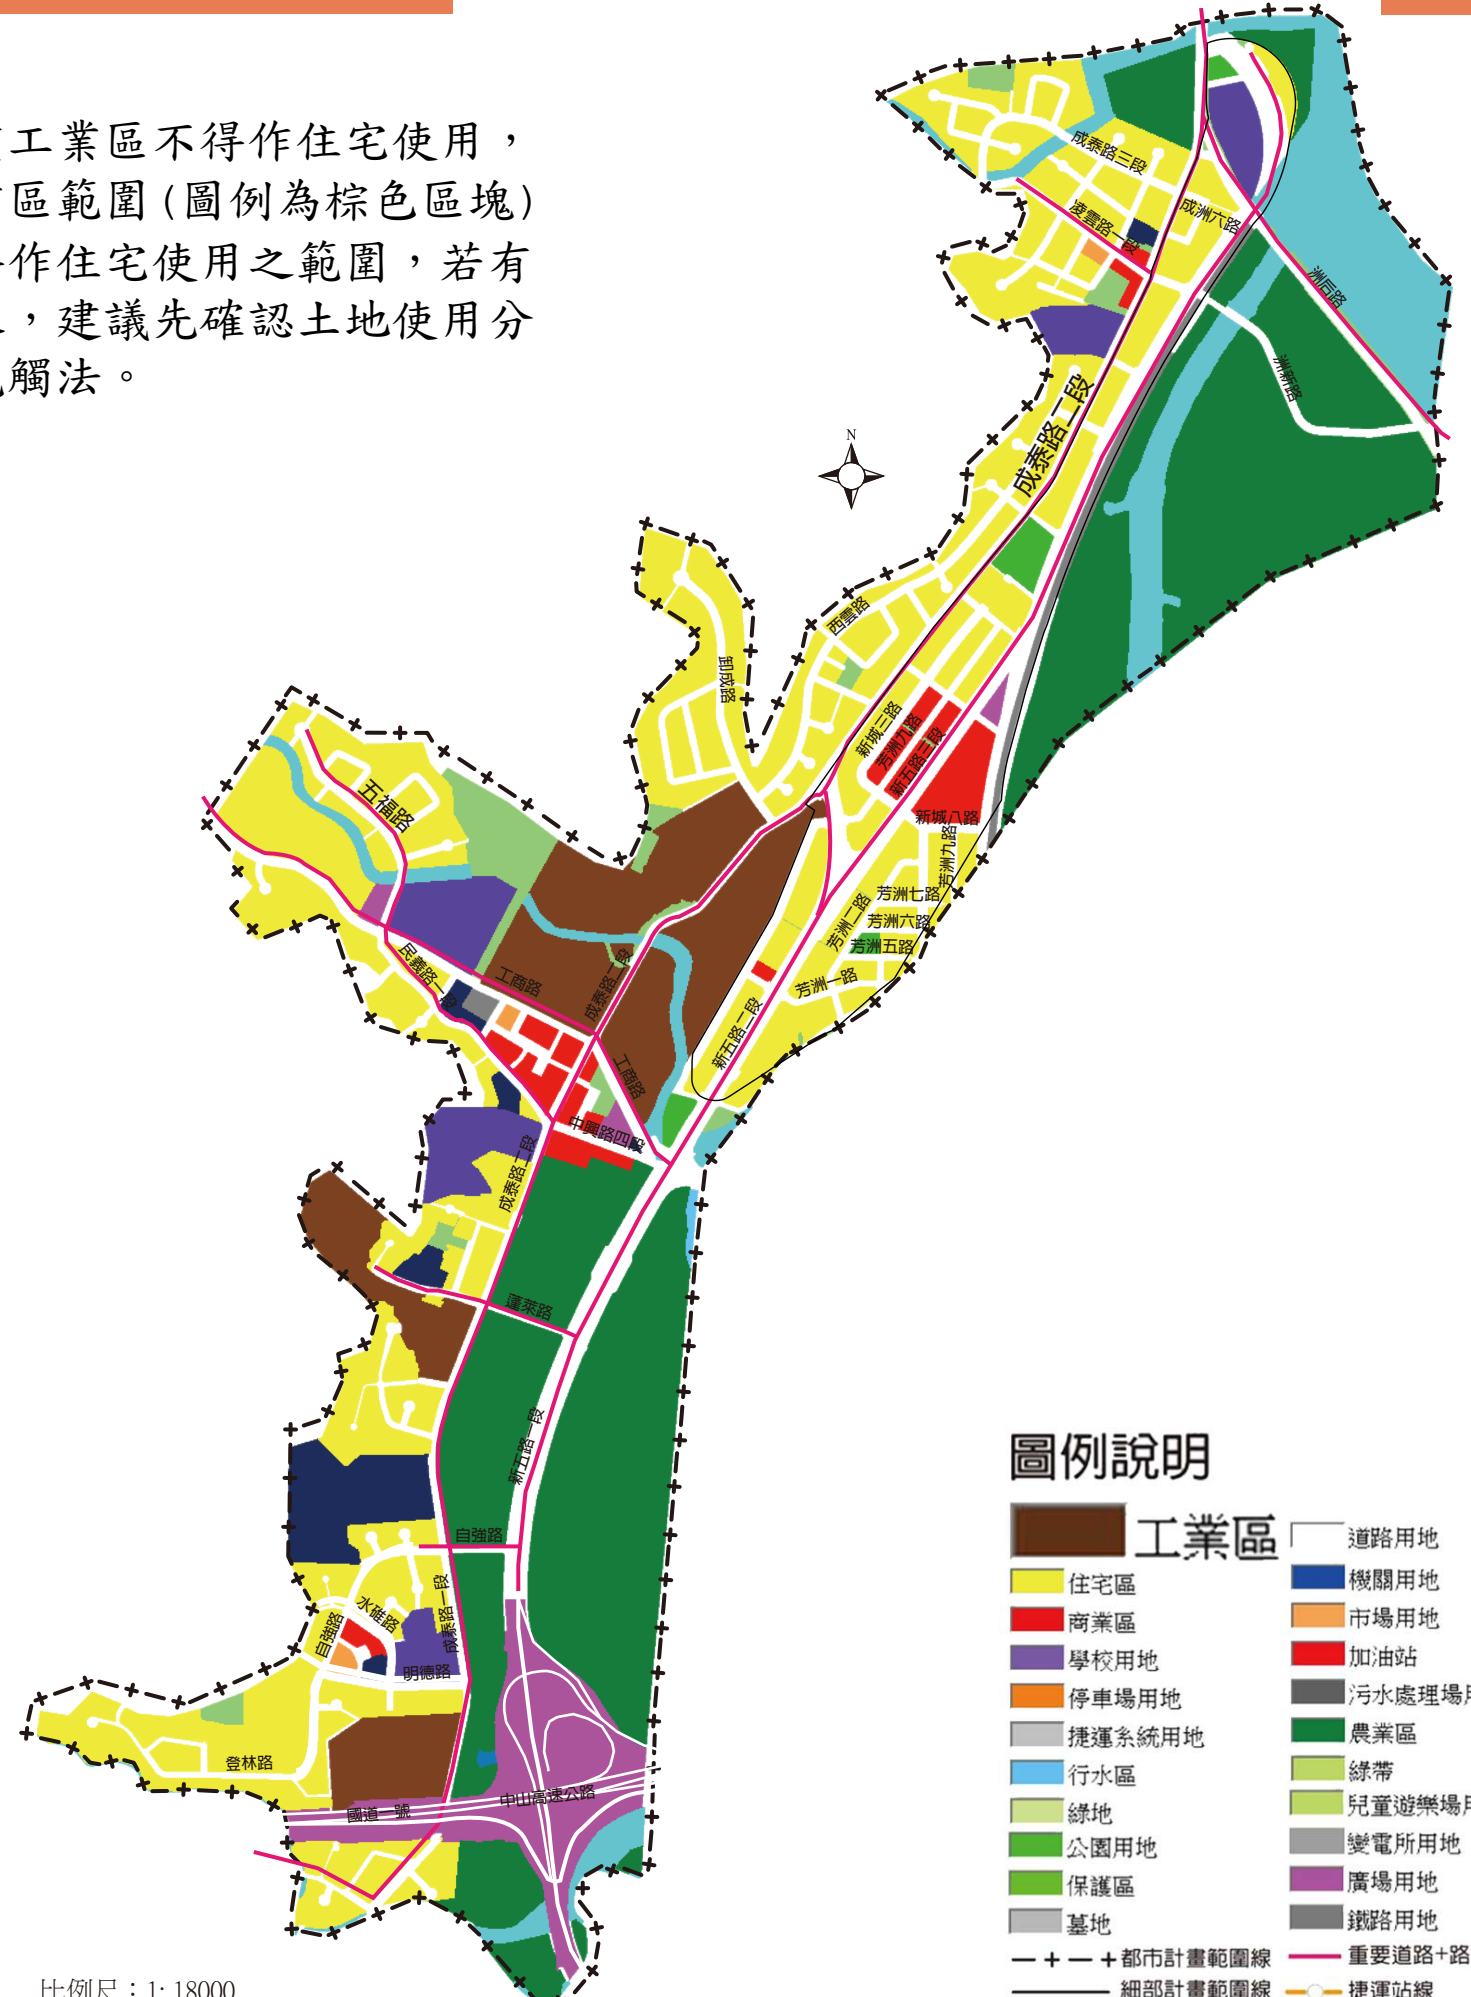 工業區不得作住宅使用，
區範圍(圖例為棕色區塊)
作住宅使用之範圍，若有
，建議先確認土地使用分
觸法。
N
成泰路三段
成洲六路
凌雲路一段
洲后路
洲新路
成泰路二段
西雲路
卸成路
新城三路
芳洲九路
新五路三段
新城八路
芳洲九路
五福路
芳洲七路
芳洲六路
芳洲五路
芳洲二路
芳洲一路
民義路一段
工商路
成泰路二段
新五路二段
工商路
中興路四段
成泰路二段
蓬萊路
新五路一段
自強路
成泰路一段
水碓路
自強路
明德路
登林路
國道一號
中山高速公路
圖例說明
工業區
住宅區
商業區
學校用地
停車場用地
捷運系統用地
行水區
綠地
公園用地
保護區
墓地
都市計畫範圍線
細部計畫範圍線
道路用地
機關用地
市場用地
加油站
污水處理場用
農業區
綠帶
兒童遊樂場用
變電所用地
廣場用地
鐵路用地
重要道路+路
捷運站線
比例尺：1: 18000